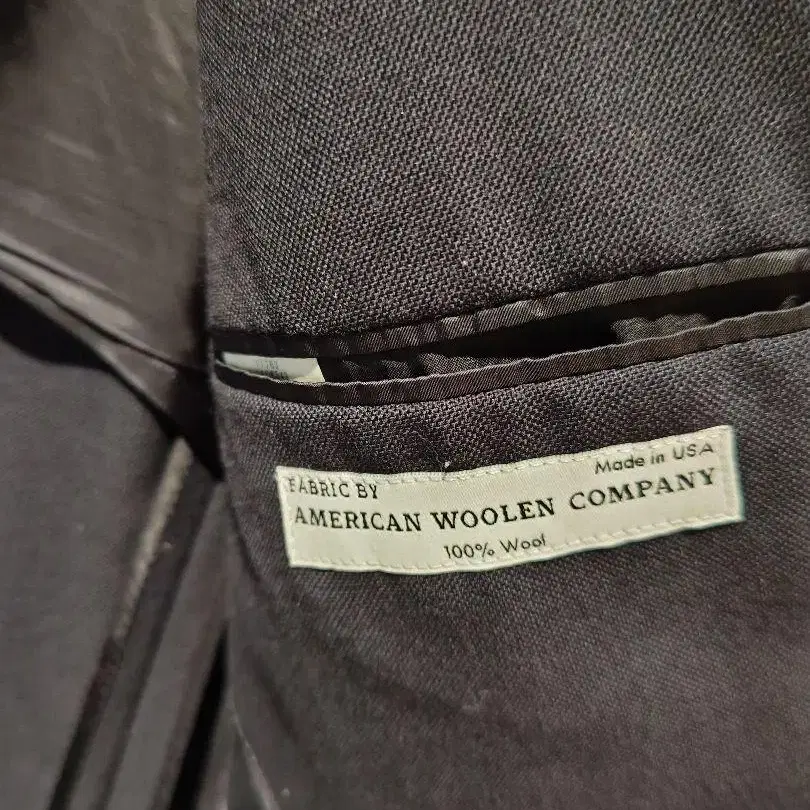 FABRIC BY
Made in USA
AMERICAN WOOLEN COMPANY
100% Wool